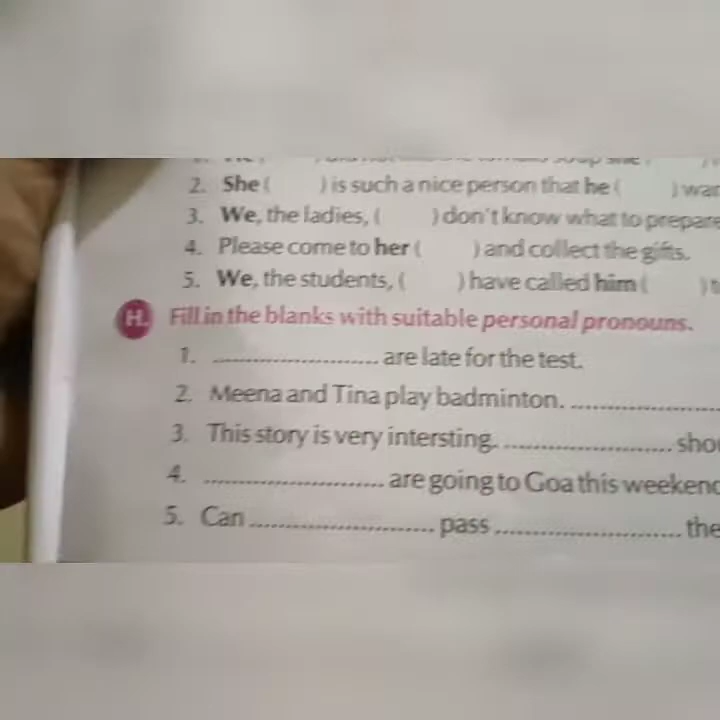 2. She ( ) is such a nice person that he ( ) 
3. We, the ladies, ( ) don't know what to prepare
4. Please come to her ( ) and collect the gifts.
5. We, the students, ( ) have called him ( )
H. Fill in the blanks with suitable personal pronouns.
1. ........................ are late for the test.
2. Meena and Tina play badminton. ........................
3. This story is very intersting. ........................ sho
4. ........................ are going to Goa this weekend
5. Can ........................ pass ........................ the